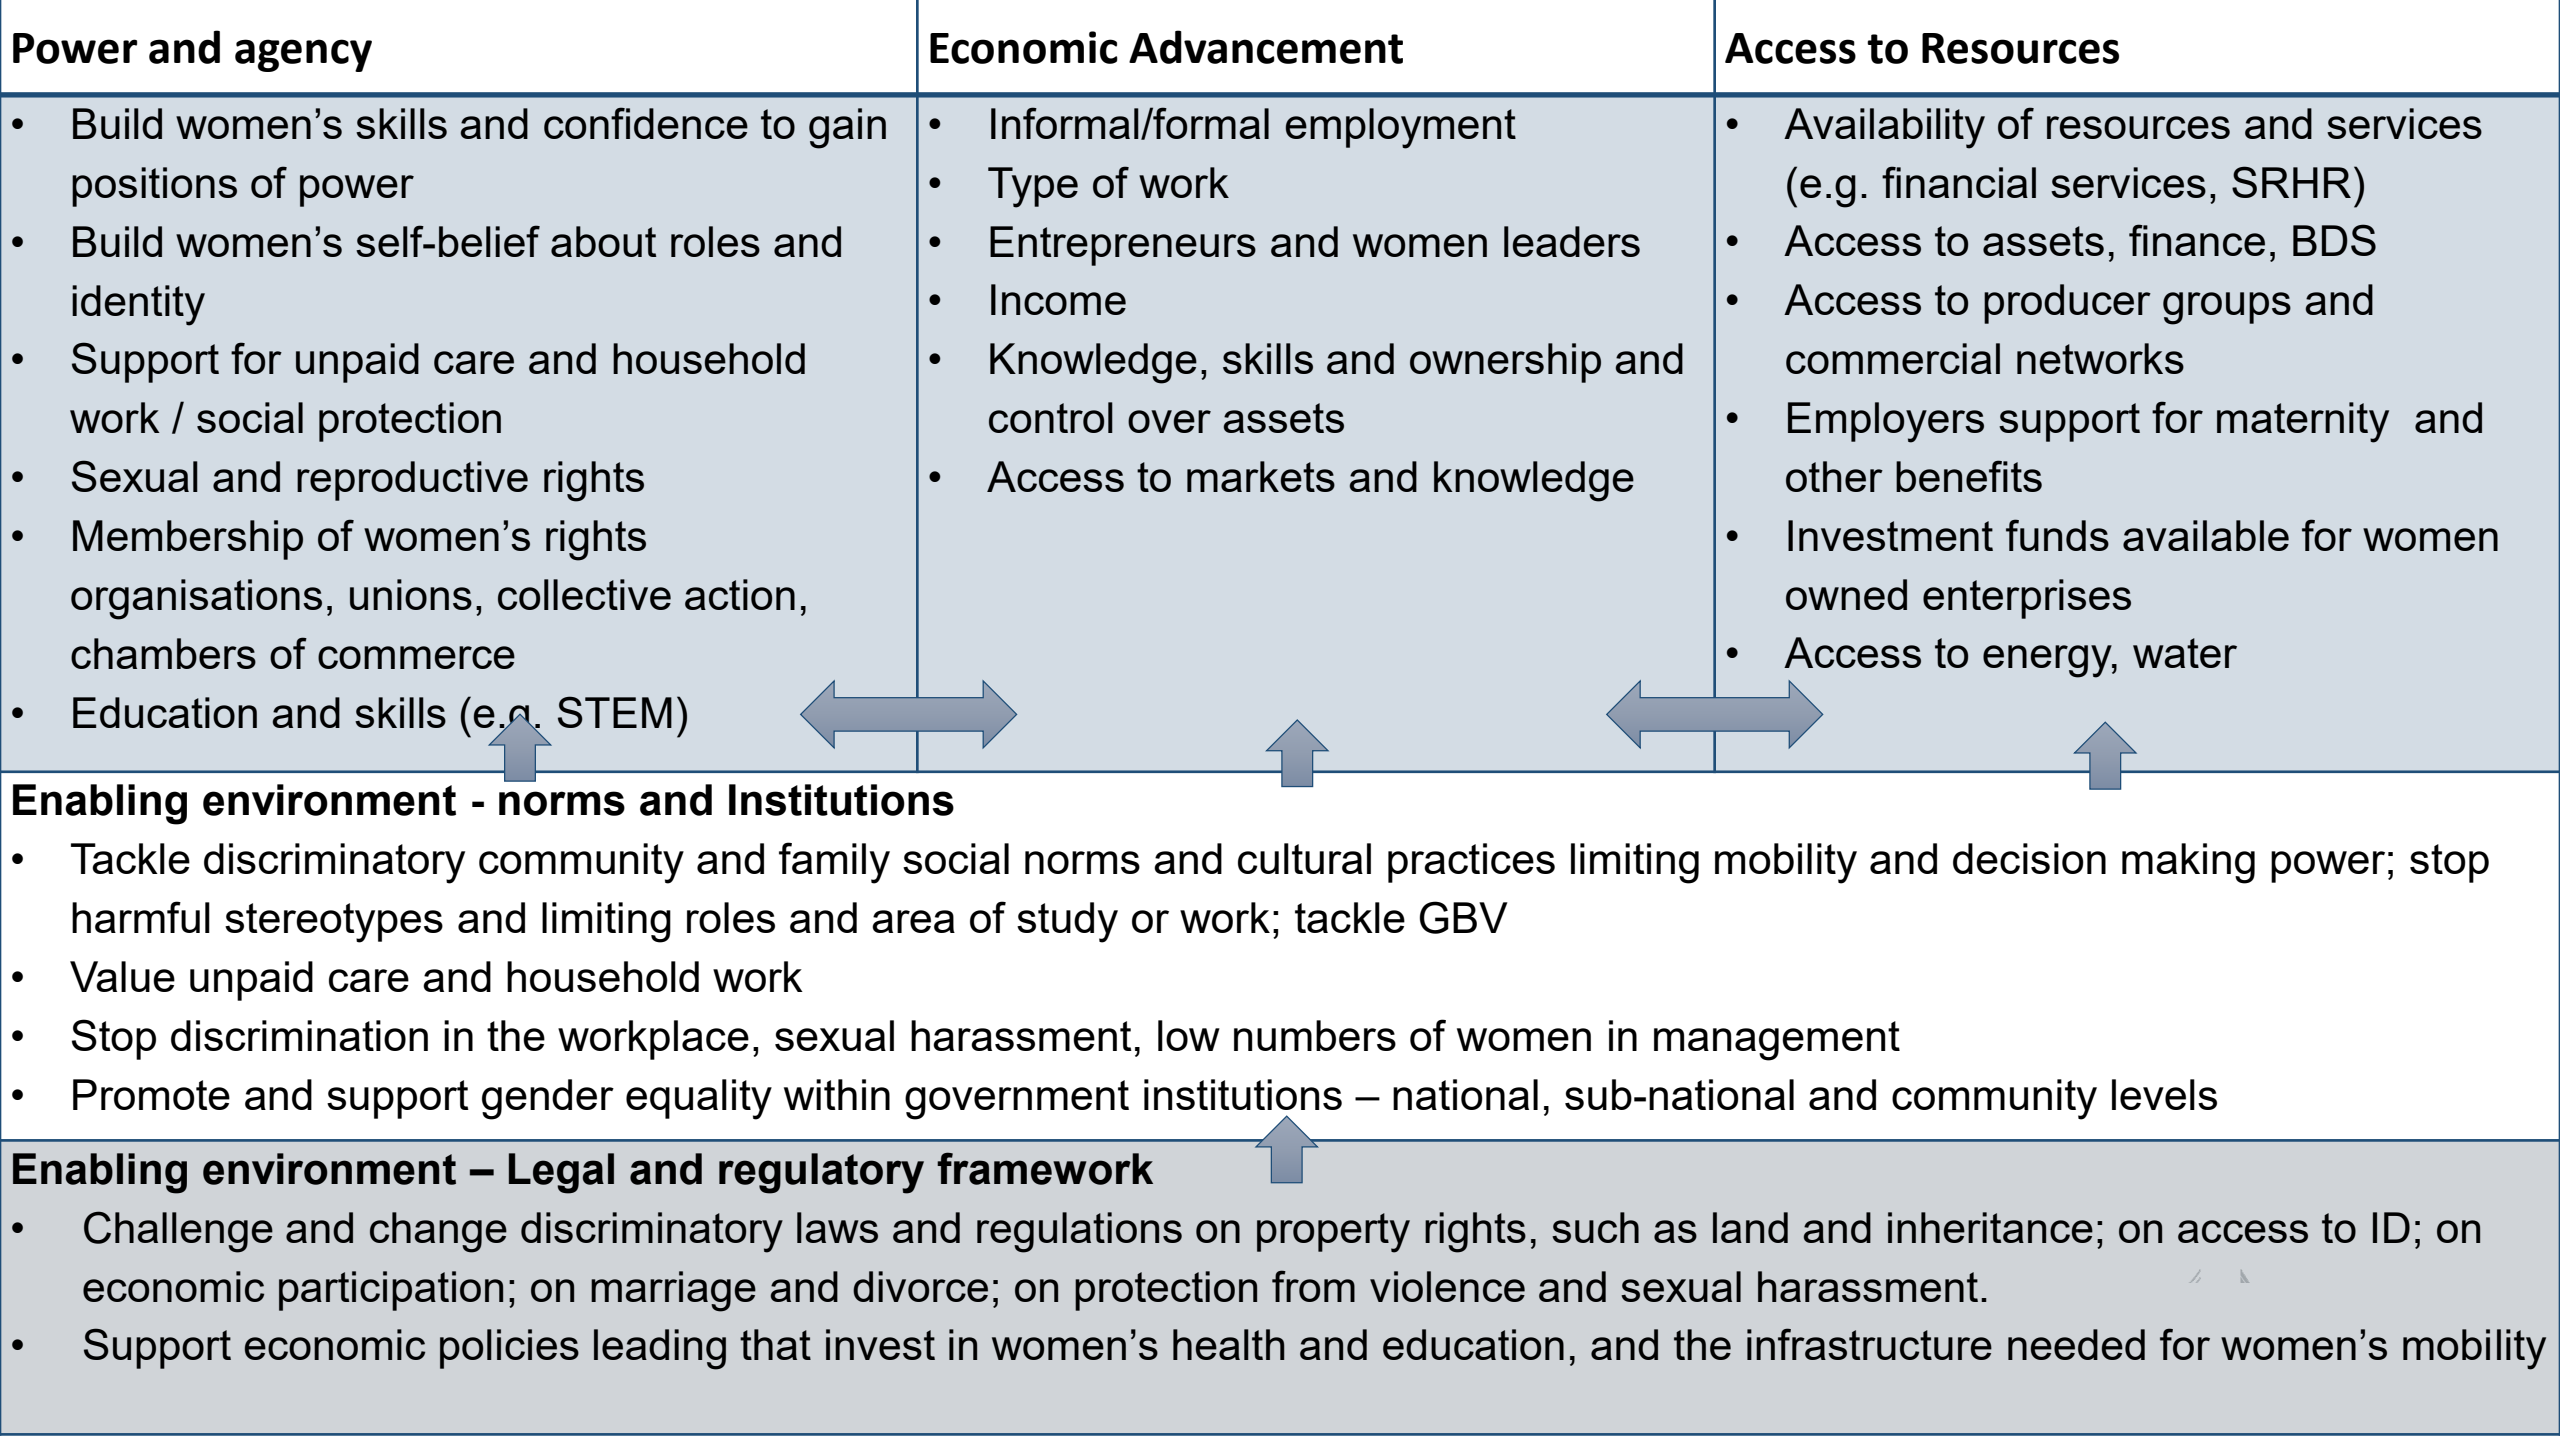 Power and agency
• Build women’s skills and confidence to gain
positions of power
• Build women’s self-belief about roles and
identity
• Support for unpaid care and household
work / social protection
• Sexual and reproductive rights
• Membership of women’s rights
organisations, unions, collective action,
chambers of commerce
• Education and skills (e.g. STEM)
Economic Advancement
• Informal/formal employment
• Type of work
• Entrepreneurs and women leaders
• Income
• Knowledge, skills and ownership and
control over assets
• Access to markets and knowledge
Access to Resources
• Availability of resources and services
(e.g. financial services, SRHR)
• Access to assets, finance, BDS
• Access to producer groups and
commercial networks
• Employers support for maternity  and
other benefits
• Investment funds available for women
owned enterprises
• Access to energy, water
Enabling environment - norms and Institutions
• Tackle discriminatory community and family social norms and cultural practices limiting mobility and decision making power; stop
harmful stereotypes and limiting roles and area of study or work; tackle GBV
• Value unpaid care and household work
• Stop discrimination in the workplace, sexual harassment, low numbers of women in management
• Promote and support gender equality within government institutions – national, sub-national and community levels
Enabling environment – Legal and regulatory framework
• Challenge and change discriminatory laws and regulations on property rights, such as land and inheritance; on access to ID; on
economic participation; on marriage and divorce; on protection from violence and sexual harassment.
• Support economic policies leading that invest in women’s health and education, and the infrastructure needed for women’s mobility